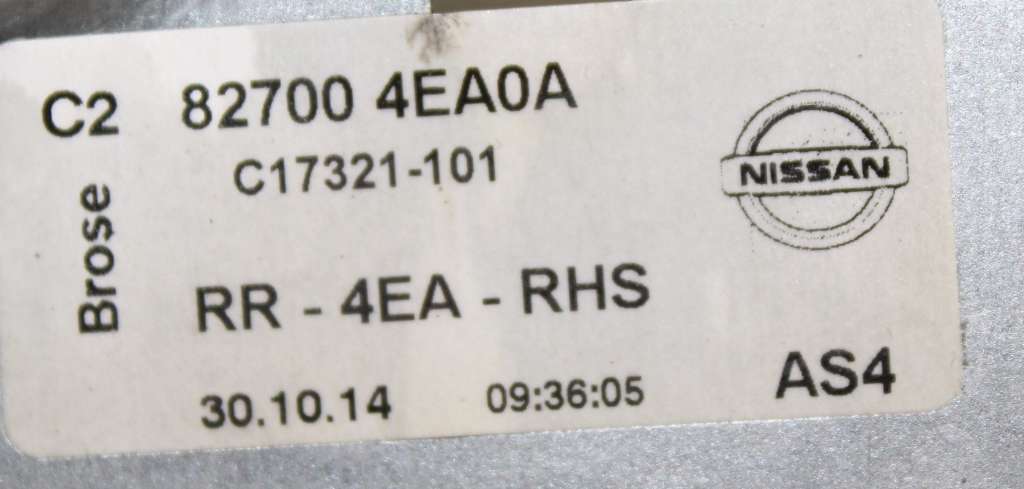 C2 82700 4EA0A
C17321-101
Brose
NISSAN
RR - 4EA - RHS
AS4
30.10.14 09:36:05